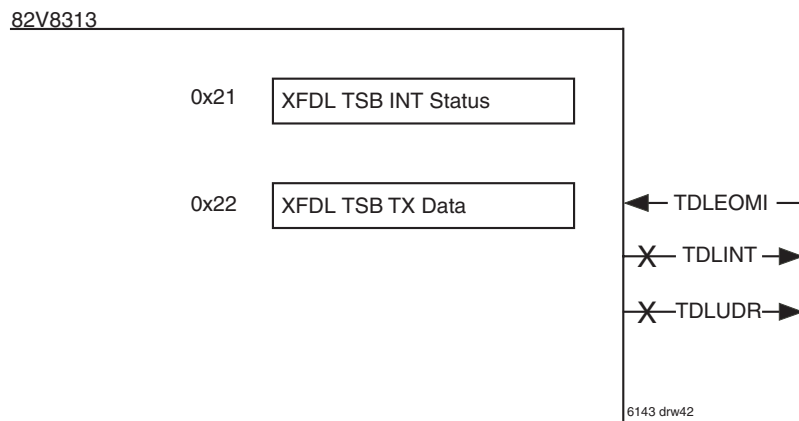 82V8313
0x21 XFDL TSB INT Status
0x22 XFDL TSB TX Data
TDLEOMI
TDLINT
TDLUDR
6143 drw42